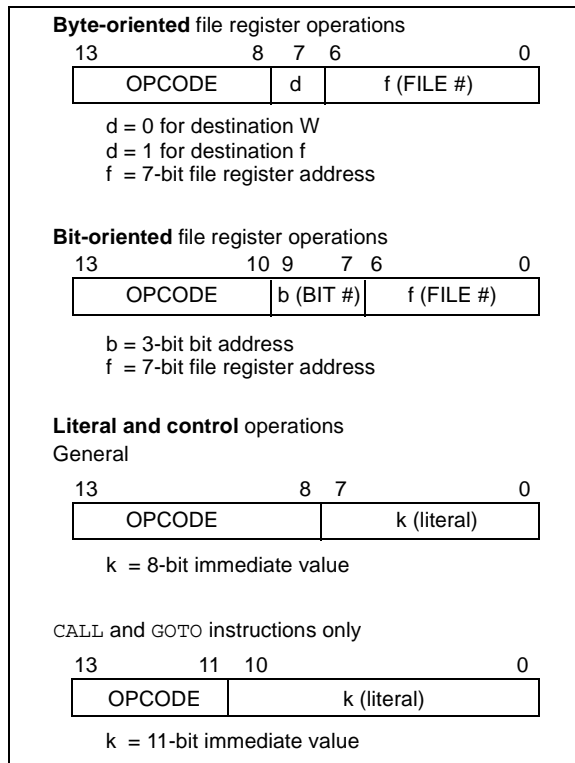 Byte-oriented file register operations
13 8 7 6 0
OPCODE d f (FILE #)
d = 0 for destination W
d = 1 for destination f
f = 7-bit file register address
Bit-oriented file register operations
13 10 9 7 6 0
OPCODE b (BIT #) f (FILE #)
b = 3-bit bit address
f = 7-bit file register address
Literal and control operations
General
13 8 7 0
OPCODE k (literal)
k = 8-bit immediate value
CALL and GOTO instructions only
13 11 10 0
OPCODE k (literal)
k = 11-bit immediate value